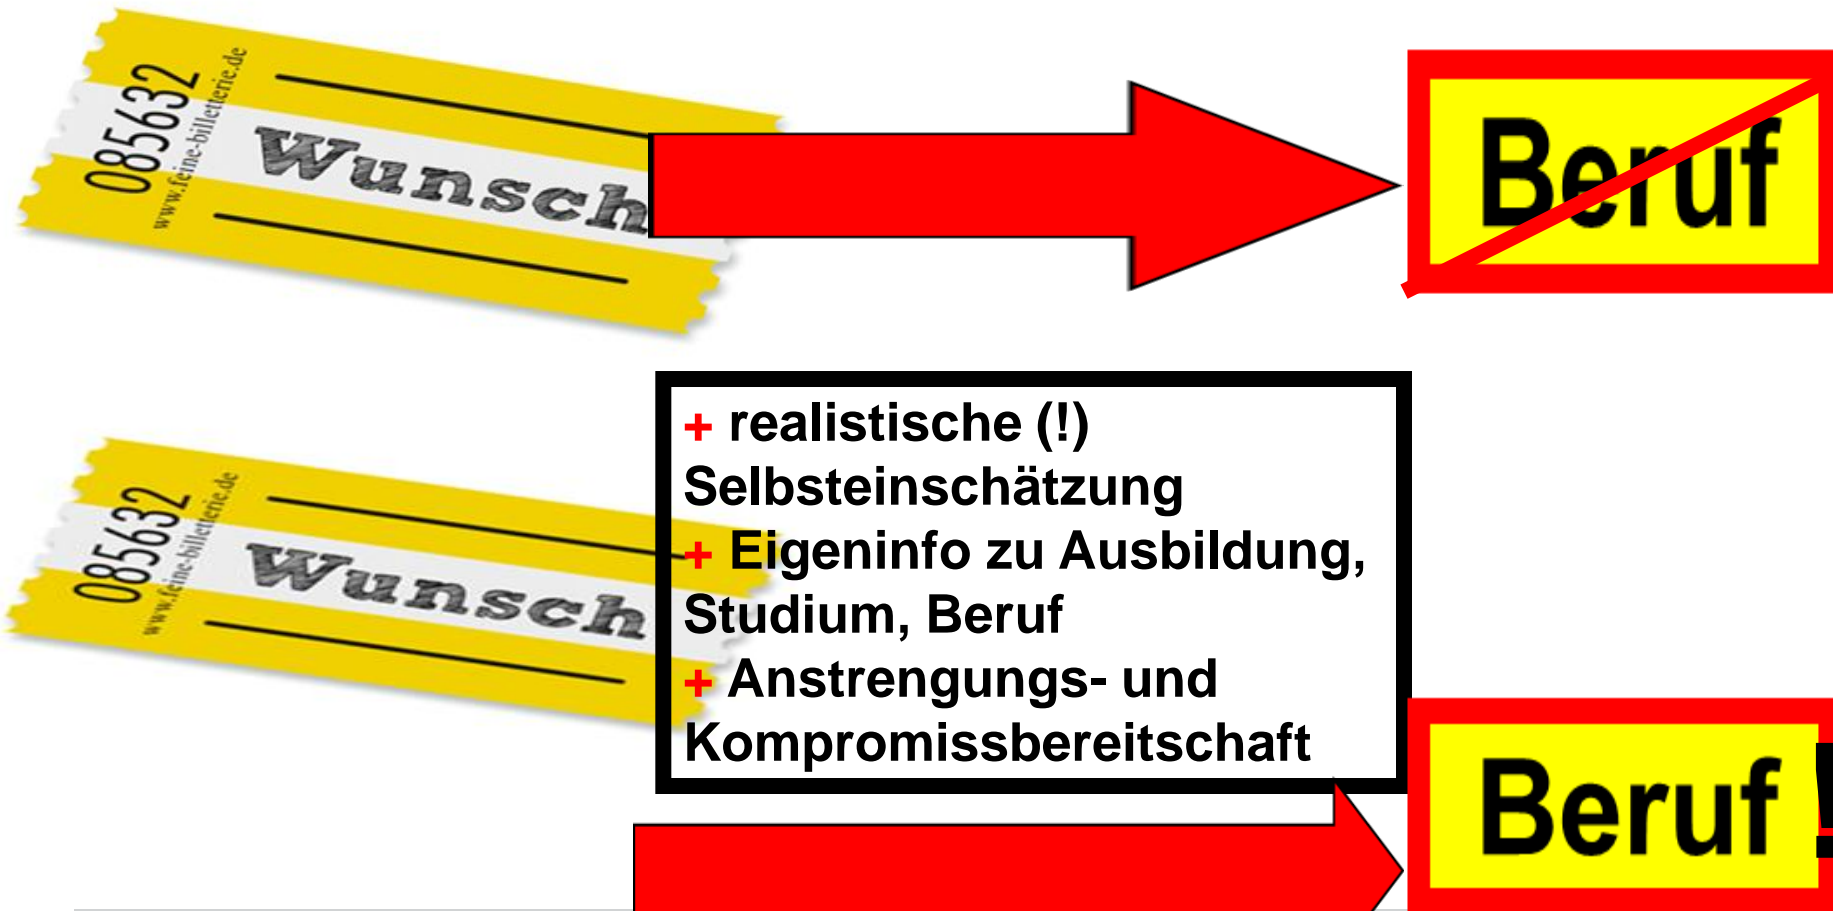 085632
www.feine-billetterie.de
Wunsch
Beruf
085632
www.feine-billetterie.de
Wunsch
+ realistische (!)
Selbsteinschätzung
+ Eigeninfo zu Ausbildung,
Studium, Beruf
+ Anstrengungs- und
Kompromissbereitschaft
Beruf !